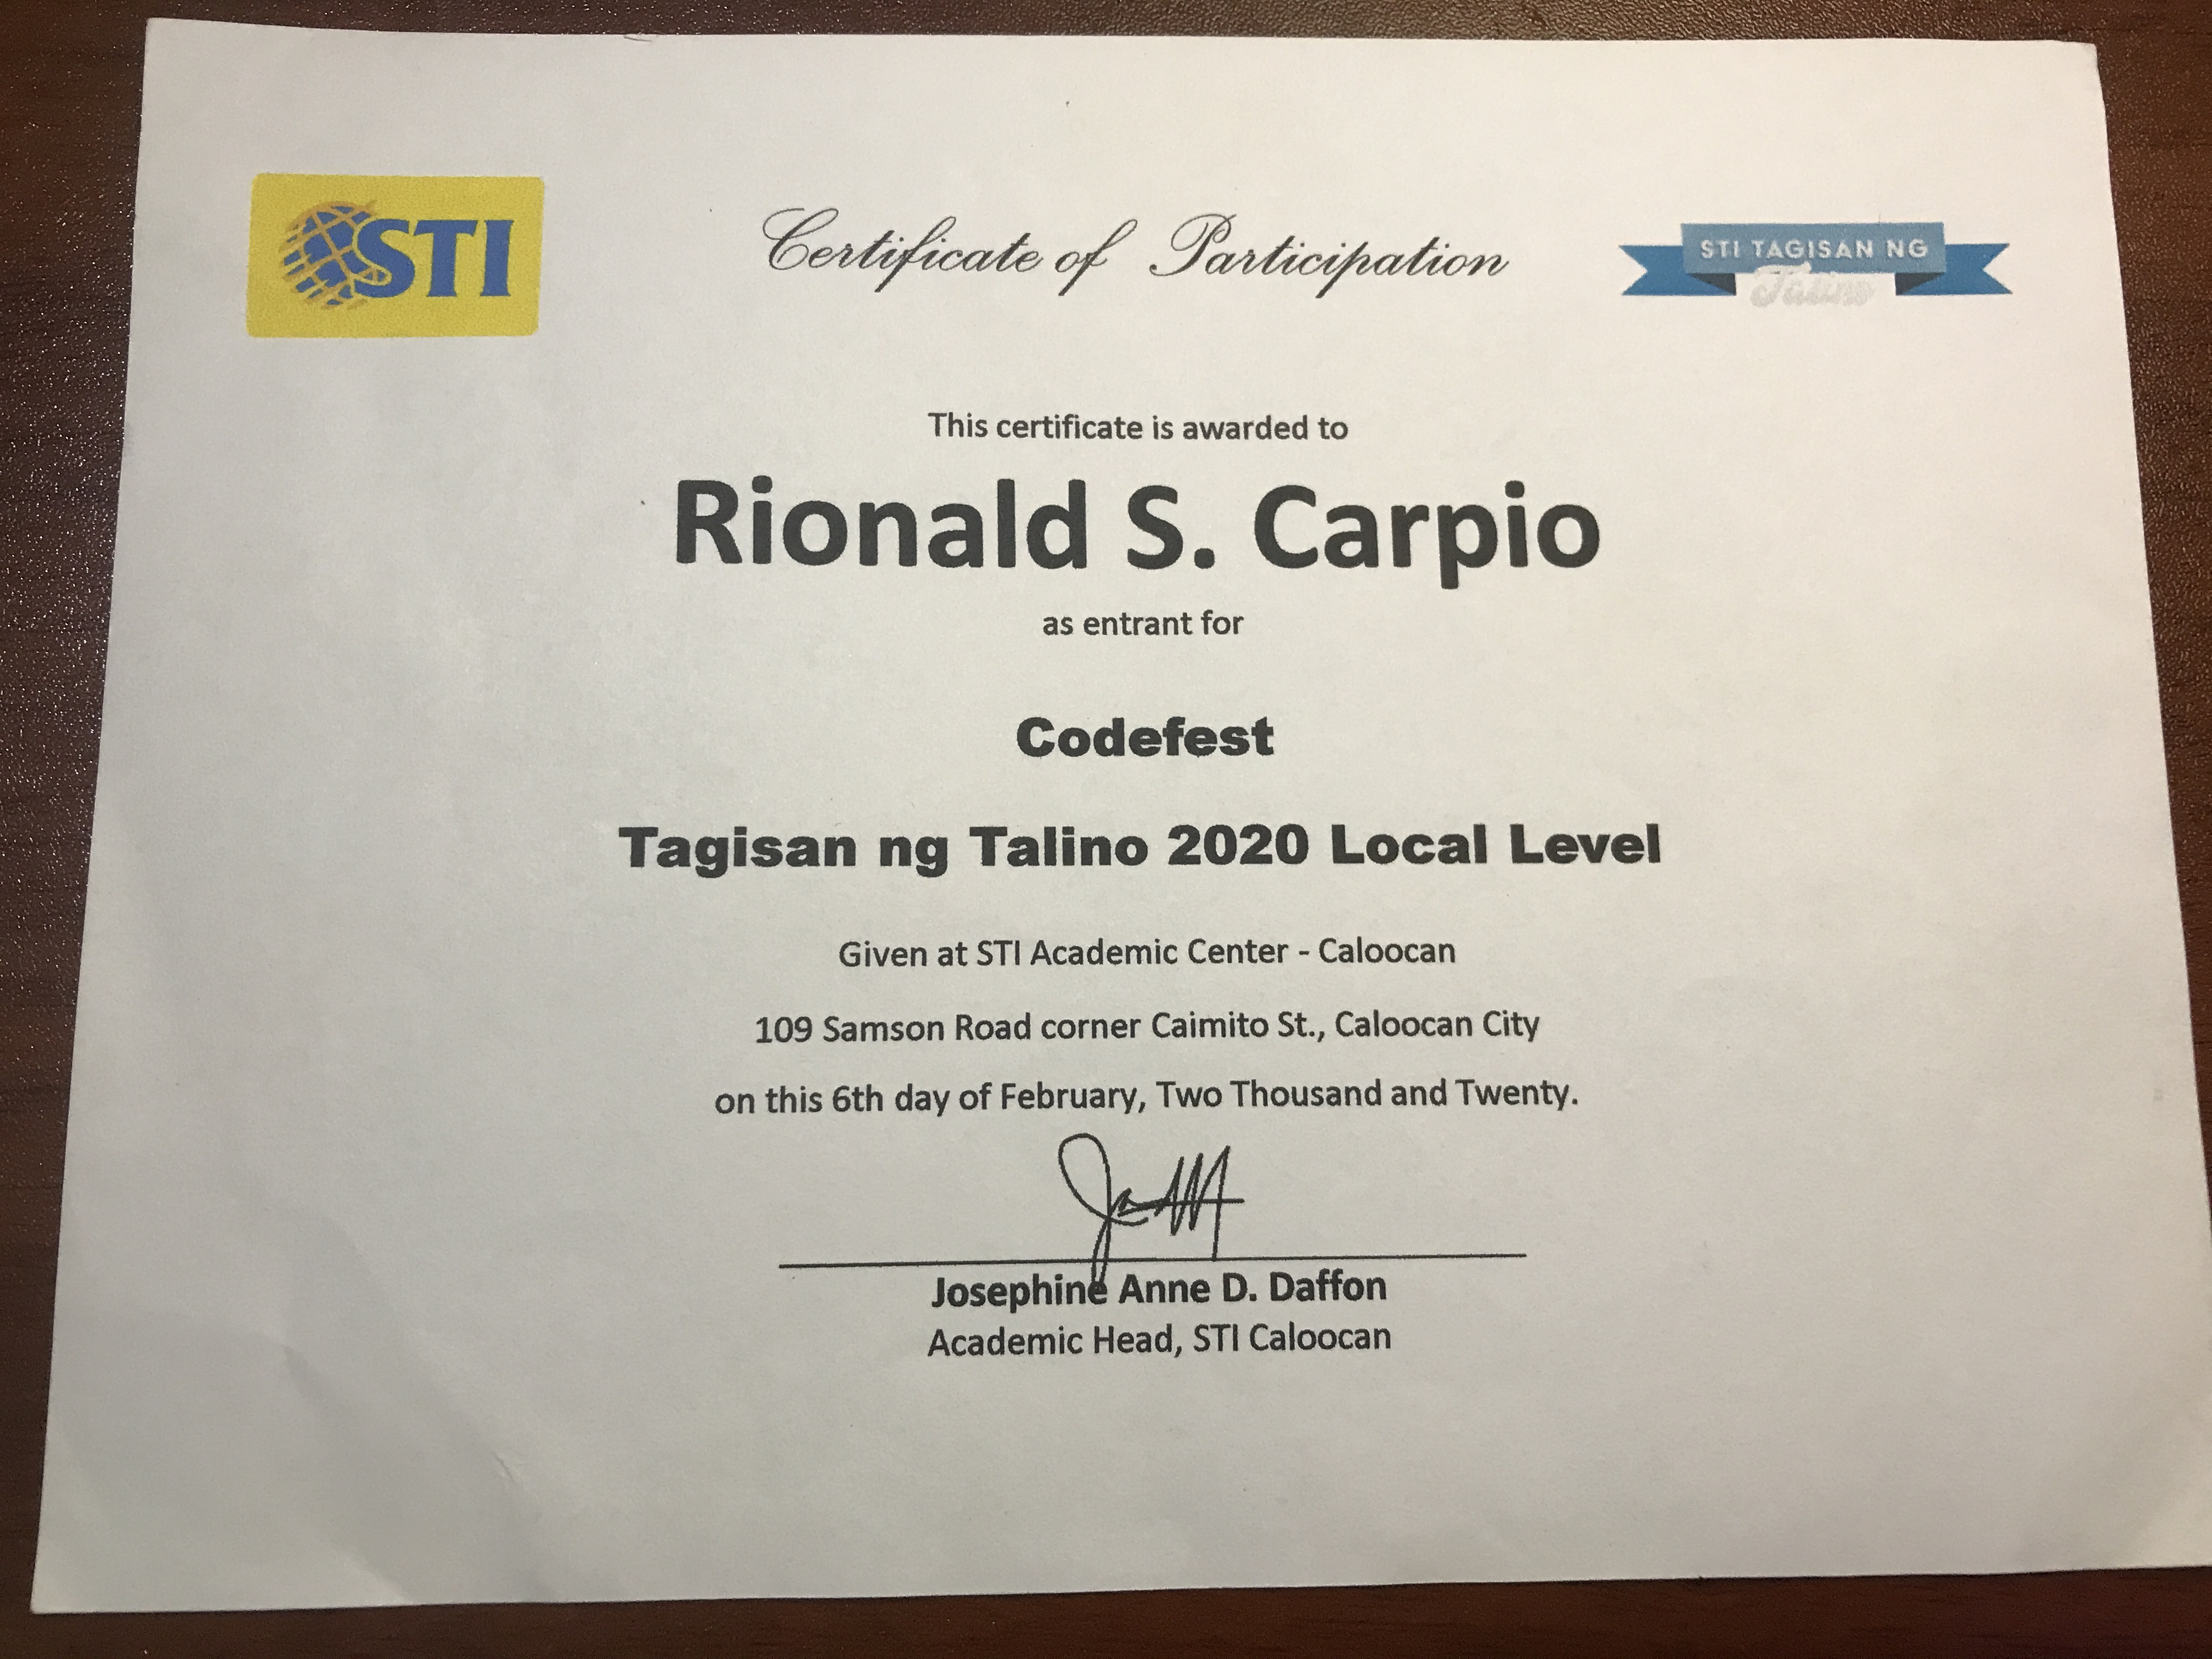 STI
Certificate of Participation
STI TAGISAN NG
Talino
This certificate is awarded to
Rionald S. Carpio
as entrant for
Codefest
Tagisan ng Talino 2020 Local Level
Given at STI Academic Center - Caloocan
109 Samson Road corner Caimito St., Caloocan City
on this 6th day of February, Two Thousand and Twenty.
Josephine Anne D. Daffon
Academic Head, STI Caloocan